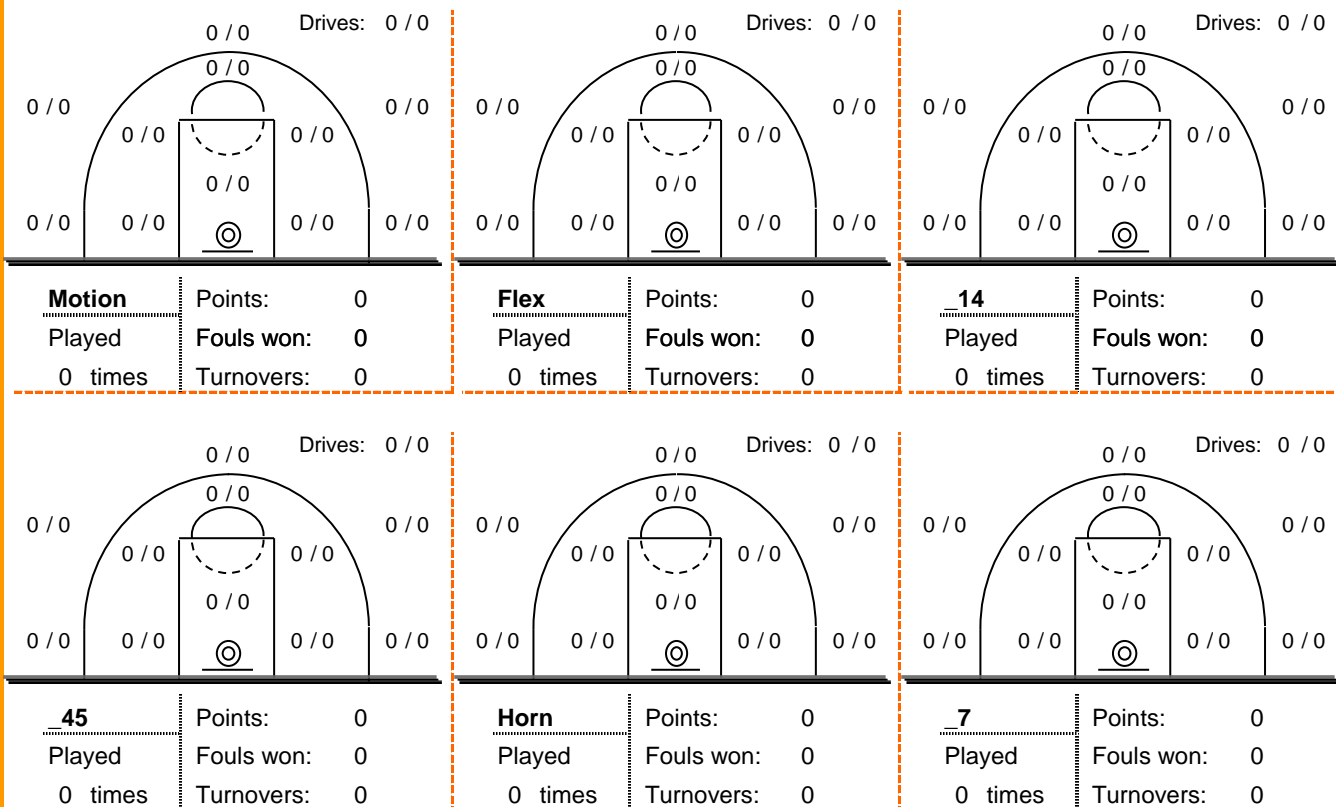 Drives: 0 / 0
0 / 0
0 / 0
0 / 0 0 / 0
0 / 0 0 / 0
0 / 0
0 / 0 0 / 0 0 / 0 0 / 0
Motion Points: 0
Played Fouls won: 0
0 times Turnovers: 0
Drives: 0 / 0
0 / 0
0 / 0
0 / 0 0 / 0
0 / 0 0 / 0
0 / 0
0 / 0 0 / 0 0 / 0 0 / 0
Flex Points: 0
Played Fouls won: 0
0 times Turnovers: 0
Drives: 0 / 0
0 / 0
0 / 0
0 / 0 0 / 0
0 / 0 0 / 0
0 / 0
0 / 0 0 / 0 0 / 0 0 / 0
_14 Points: 0
Played Fouls won: 0
0 times Turnovers: 0
Drives: 0 / 0
0 / 0
0 / 0
0 / 0 0 / 0
0 / 0 0 / 0
0 / 0
0 / 0 0 / 0 0 / 0 0 / 0
_45 Points: 0
Played Fouls won: 0
0 times Turnovers: 0
Drives: 0 / 0
0 / 0
0 / 0
0 / 0 0 / 0
0 / 0 0 / 0
0 / 0
0 / 0 0 / 0 0 / 0 0 / 0
Horn Points: 0
Played Fouls won: 0
0 times Turnovers: 0
Drives: 0 / 0
0 / 0
0 / 0
0 / 0 0 / 0
0 / 0 0 / 0
0 / 0
0 / 0 0 / 0 0 / 0 0 / 0
_7 Points: 0
Played Fouls won: 0
0 times Turnovers: 0